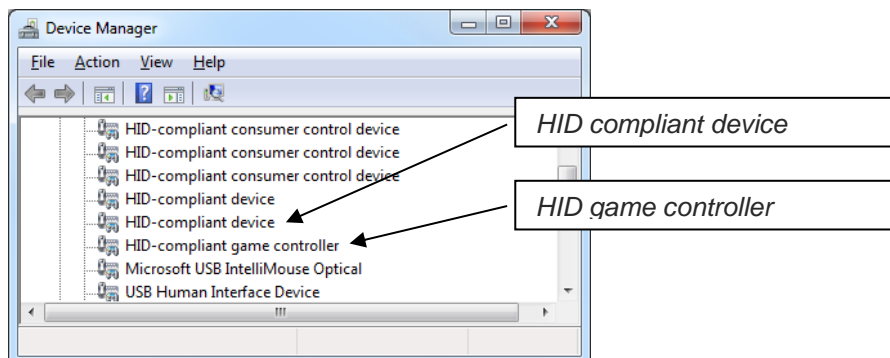 Device Manager
File Action View Help
HID-compliant consumer control device
HID-compliant consumer control device
HID-compliant consumer control device
HID-compliant device
HID-compliant device
HID-compliant game controller
Microsoft USB IntelliMouse Optical
USB Human Interface Device
HID compliant device
HID game controller